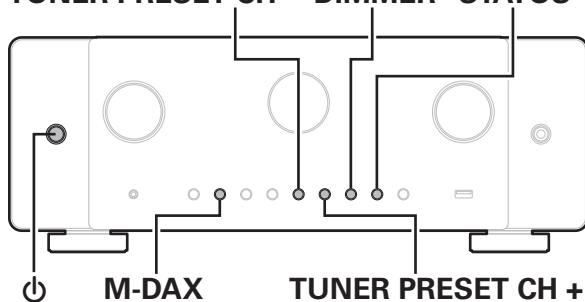 TUNER PRESET CH - DIMMER STATUS
M-DAX TUNER PRESET CH +